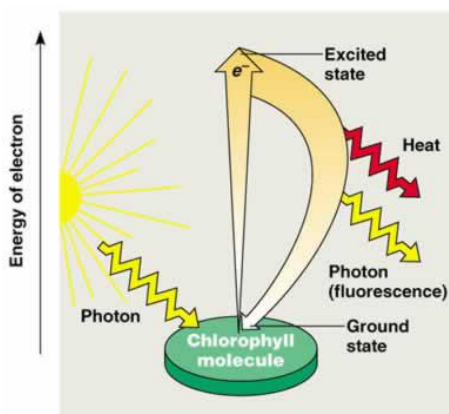 Energy of electron
e–
Excited
state
Heat
Photon
Photon
(fluorescence)
Ground
state
Chlorophyll
molecule